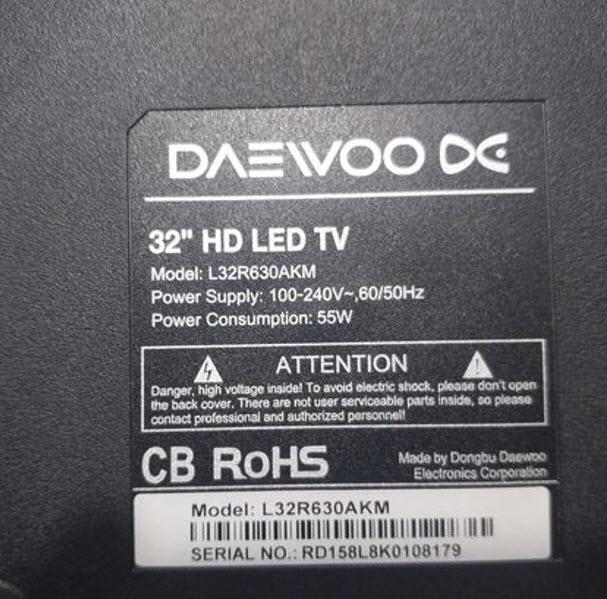 DAEWOO
32" HD LED TV
Model: L32R630AKM
Power Supply: 100-240V~,60/50Hz
Power Consumption: 55W
ATTENTION
Danger, high voltage inside! To avoid electric shock, please don't open
the back cover. There are not user serviceable parts inside, so please
contact professional and authorized personnel!
CB RoHS
Made by Dongbu Daewoo
Electronics Corporation
Model: L32R630AKM
SERIAL NO.: RD158L8K0108179